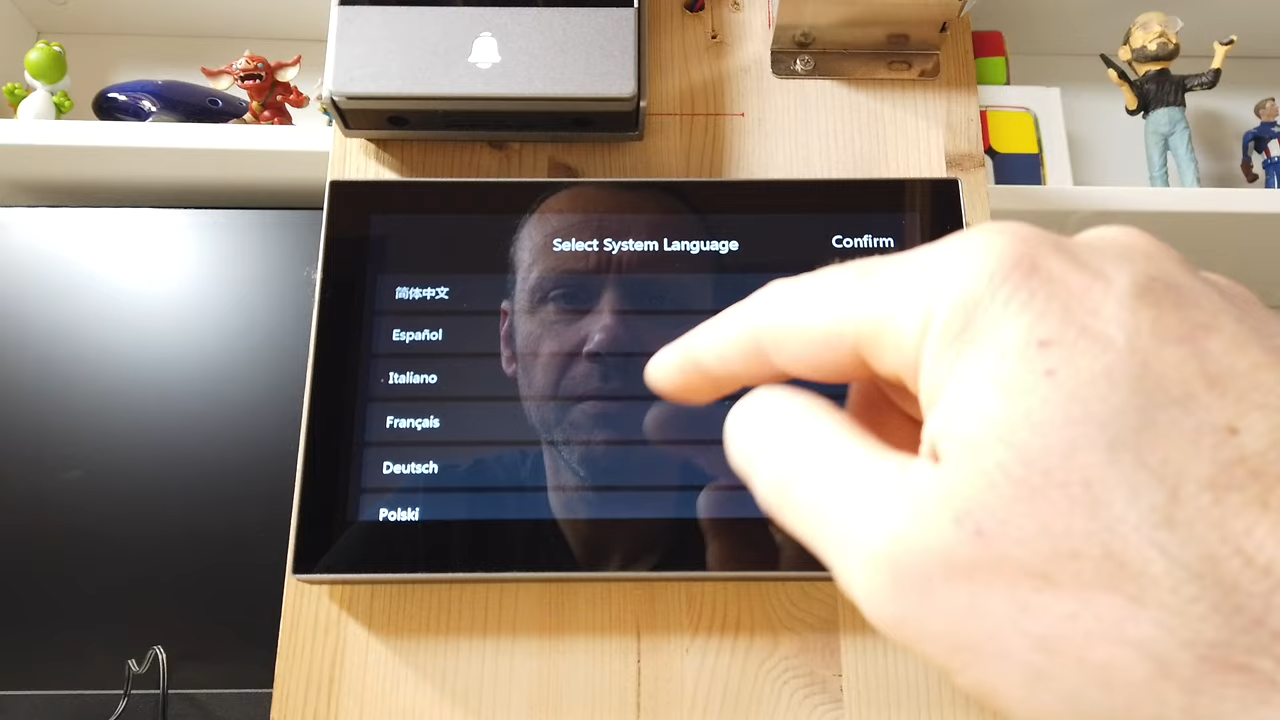 Select System Language
Confirm
简体中文
Español
Italiano
Français
Deutsch
Polski